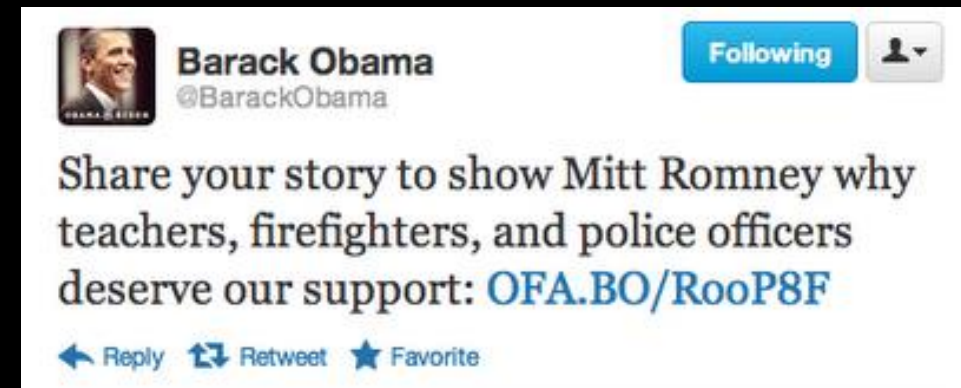 Barack Obama
@BarackObama
Following
Share your story to show Mitt Romney why
teachers, firefighters, and police officers
deserve our support: OFA.BO/RooP8F
Reply Retweet Favorite